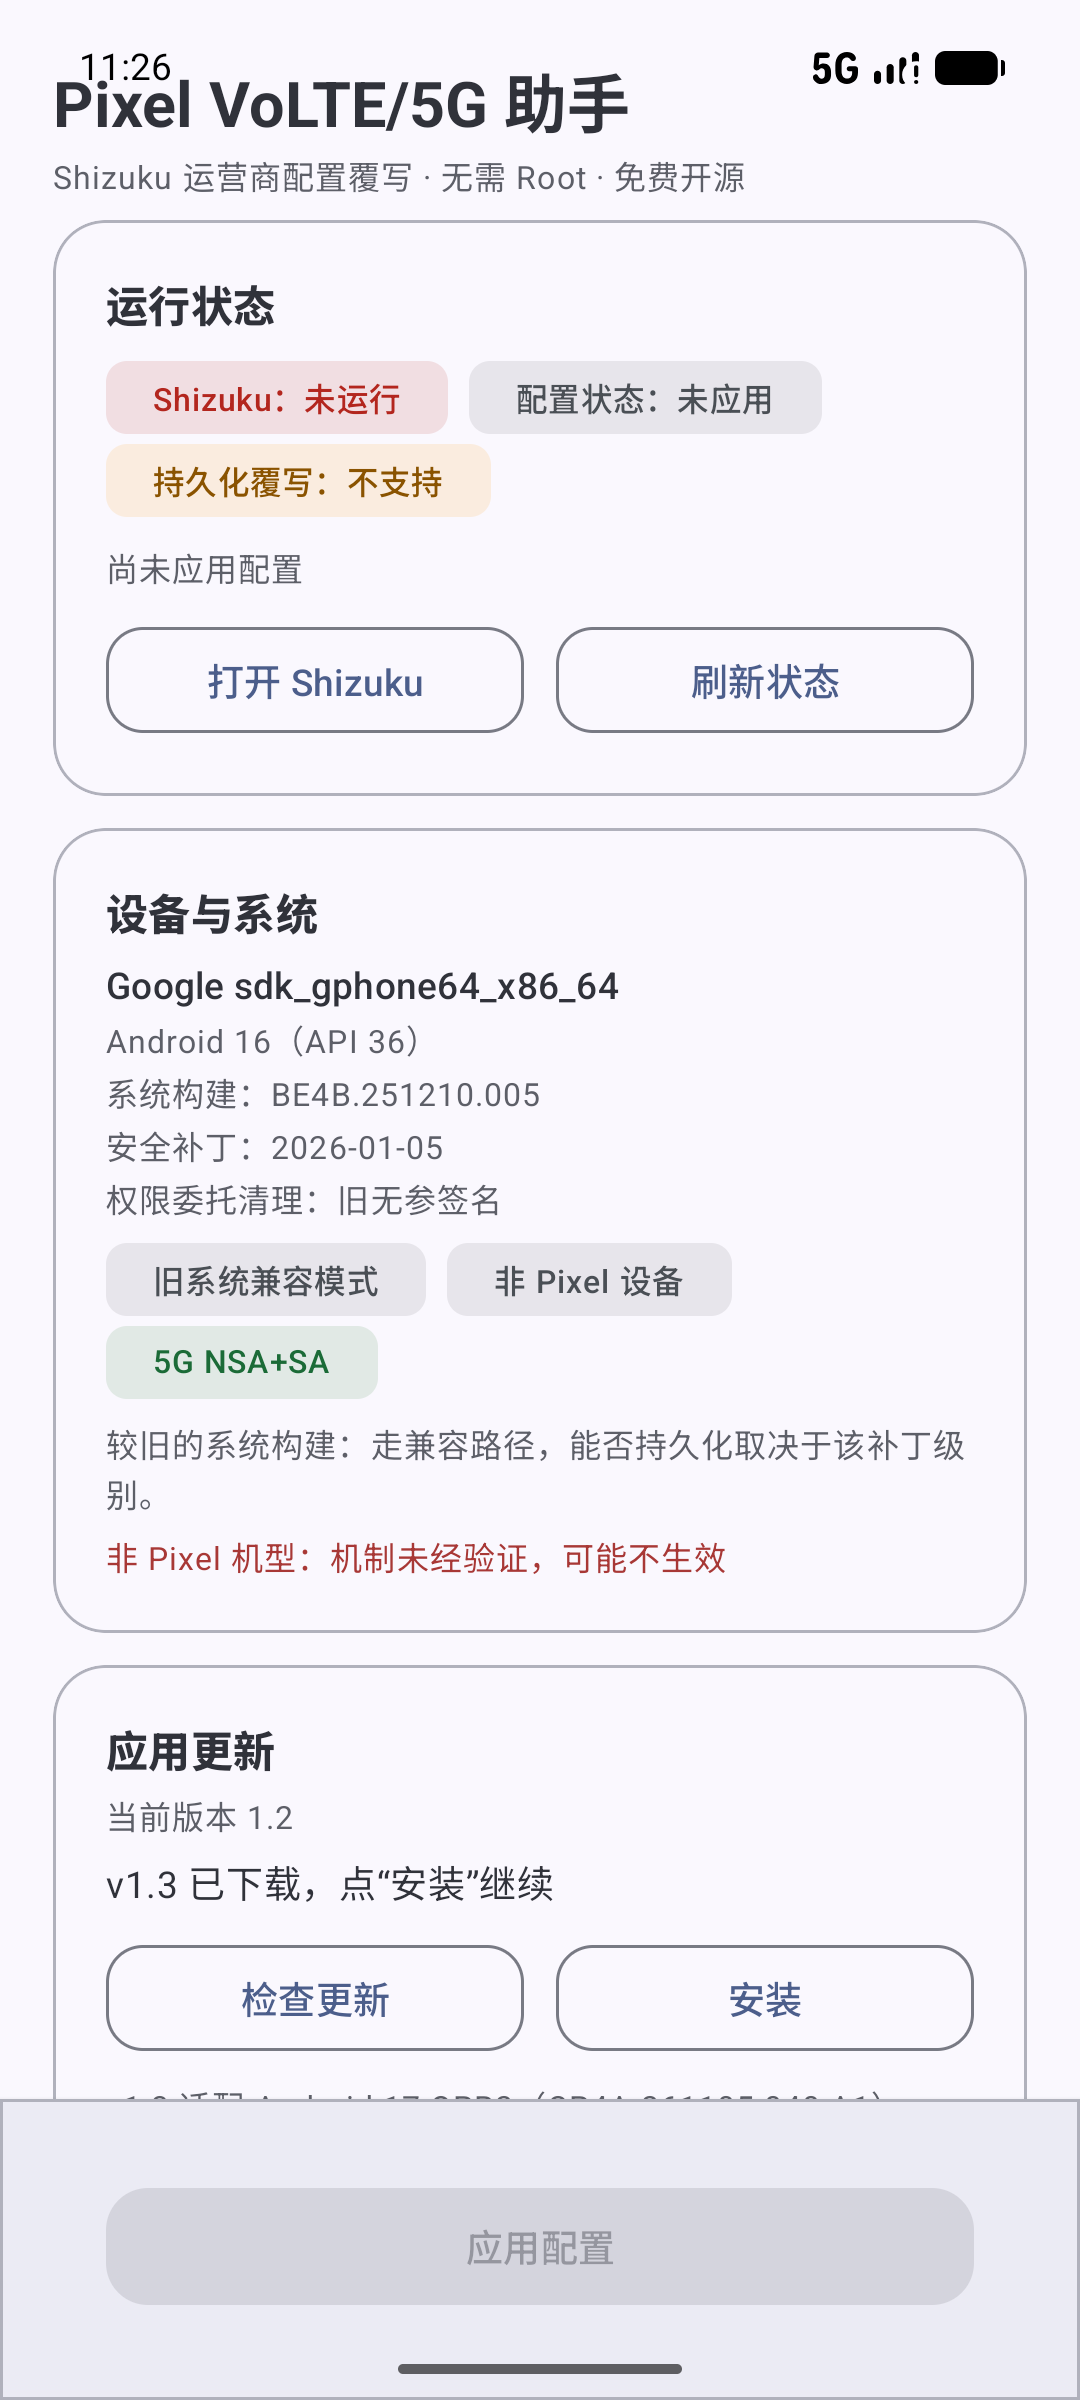 11:26
5G
Pixel VoLTE/5G 助手
Shizuku 运营商配置覆写 · 无需 Root · 免费开源
运行状态
Shizuku：未运行
配置状态：未应用
持久化覆写：不支持
尚未应用配置
打开 Shizuku
刷新状态
设备与系统
Google sdk_gphone64_x86_64
Android 16（API 36）
系统构建：BE4B.251210.005
安全补丁：2026-01-05
权限委托清理：旧无参签名
旧系统兼容模式
非 Pixel 设备
5G NSA+SA
较旧的系统构建：走兼容路径，能否持久化取决于该补丁级
别。
非 Pixel 机型：机制未经验证，可能不生效
应用更新
当前版本 1.2
v1.3 已下载，点“安装”继续
检查更新
安装
应用配置